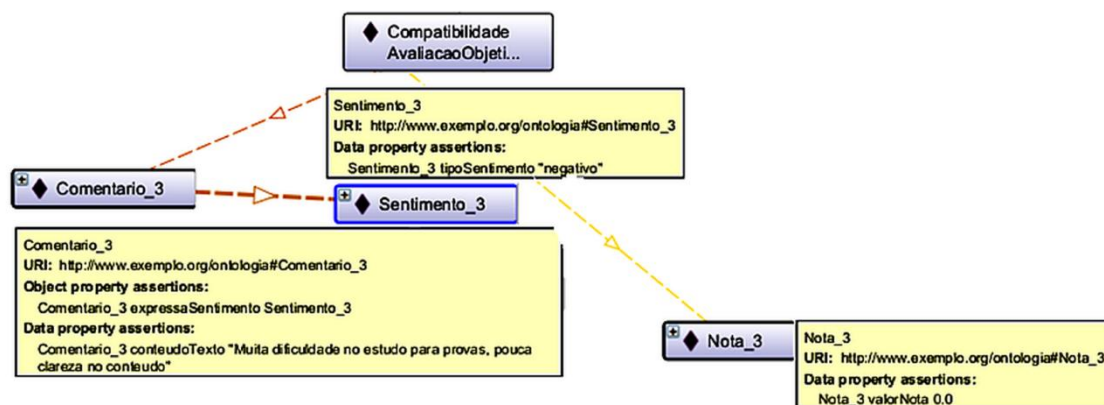 Compatibilidade
AvaliacaoObjeti...
Sentimento_3
URI: http://www.exemplo.org/ontologia#Sentimento_3
Data property assertions:
Sentimento_3 tipoSentimento "negativo"
Comentario_3
Sentimento_3
Comentario_3
URI: http://www.exemplo.org/ontologia#Comentario_3
Object property assertions:
Comentario_3 expressaSentimento Sentimento_3
Data property assertions:
Comentario_3 conteudoTexto "Muita dificuldade no estudo para provas, pouca
clareza no conteudo"
Nota_3
Nota_3
URI: http://www.exemplo.org/ontologia#Nota_3
Data property assertions:
Nota_3 valorNota 0.0